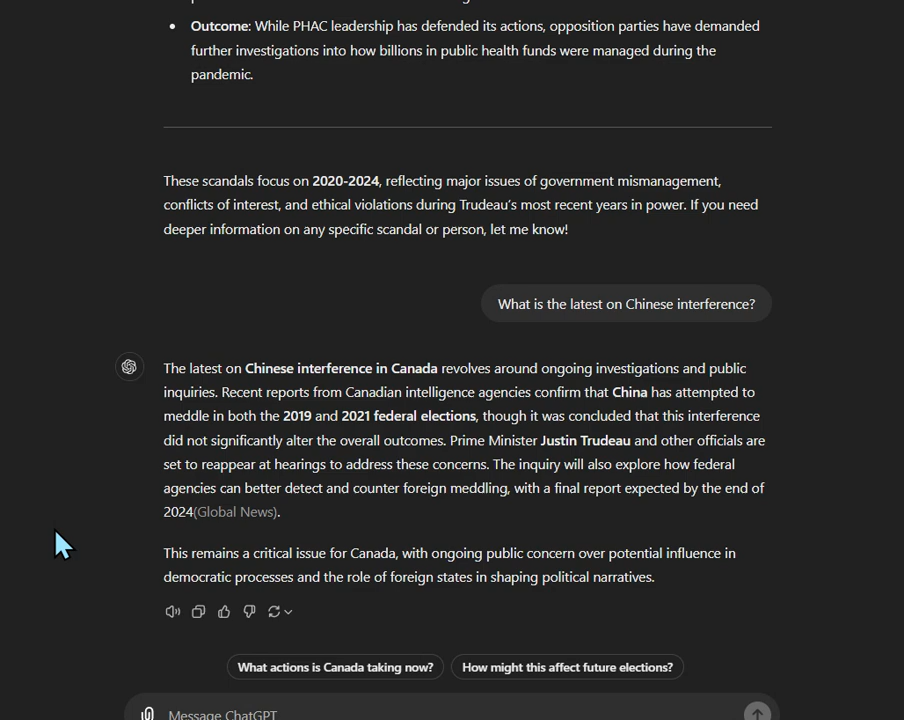 Outcome: While PHAC leadership has defended its actions, opposition parties have demanded
further investigations into how billions in public health funds were managed during the
pandemic.
These scandals focus on 2020-2024, reflecting major issues of government mismanagement,
conflicts of interest, and ethical violations during Trudeau's most recent years in power. If you need
deeper information on any specific scandal or person, let me know!
What is the latest on Chinese interference?
The latest on Chinese interference in Canada revolves around ongoing investigations and public
inquiries. Recent reports from Canadian intelligence agencies confirm that China has attempted to
meddle in both the 2019 and 2021 federal elections, though it was concluded that this interference
did not significantly alter the overall outcomes. Prime Minister Justin Trudeau and other officials are
set to reappear at hearings to address these concerns. The inquiry will also explore how federal
agencies can better detect and counter foreign meddling, with a final report expected by the end of
2024(Global News).
This remains a critical issue for Canada, with ongoing public concern over potential influence in
democratic processes and the role of foreign states in shaping political narratives.
What actions is Canada taking now? How might this affect future elections?
Message ChatGPT